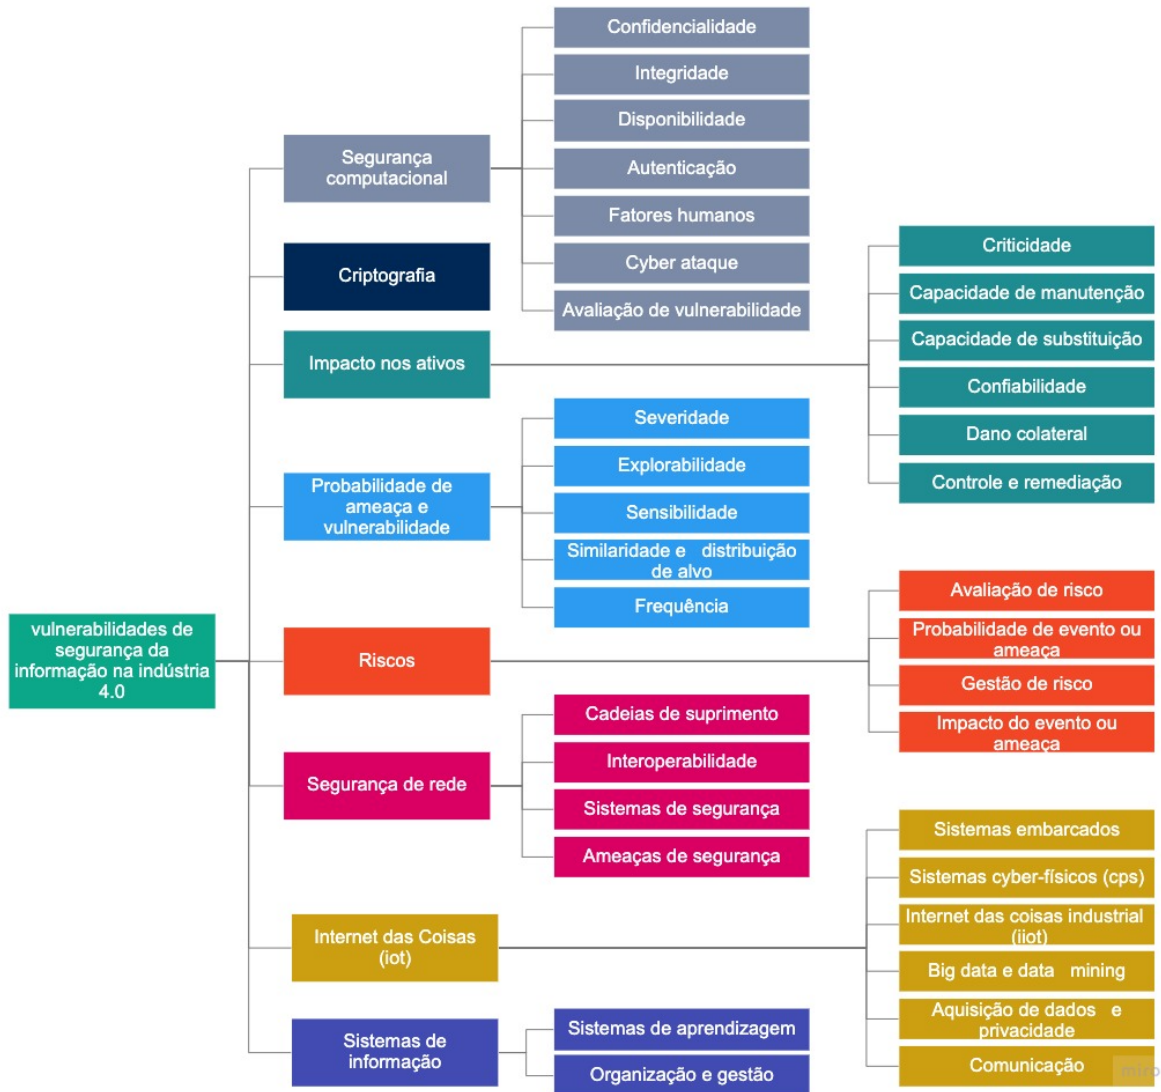 vulnerabilidades de
segurança da
informação na indústria
4.0
Segurança
computacional
Confidencialidade
Integridade
Disponibilidade
Autenticação
Fatores humanos
Cyber ataque
Avaliação de vulnerabilidade
Criptografia
Impacto nos ativos
Criticidade
Capacidade de manutenção
Capacidade de substituição
Confiabilidade
Dano colateral
Controle e remediação
Probabilidade de
ameaça e
vulnerabilidade
Severidade
Explorabilidade
Sensibilidade
Similaridade e distribuição
de alvo
Frequência
Riscos
Avaliação de risco
Probabilidade de evento ou
ameaça
Gestão de risco
Impacto do evento ou
ameaça
Segurança de rede
Cadeias de suprimento
Interoperabilidade
Sistemas de segurança
Ameaças de segurança
Internet das Coisas
(iot)
Sistemas embarcados
Sistemas cyber-físicos (cps)
Internet das coisas industrial
(iiot)
Big data e data mining
Aquisição de dados e
privacidade
Comunicação
Sistemas de
informação
Sistemas de aprendizagem
Organização e gestão
miro